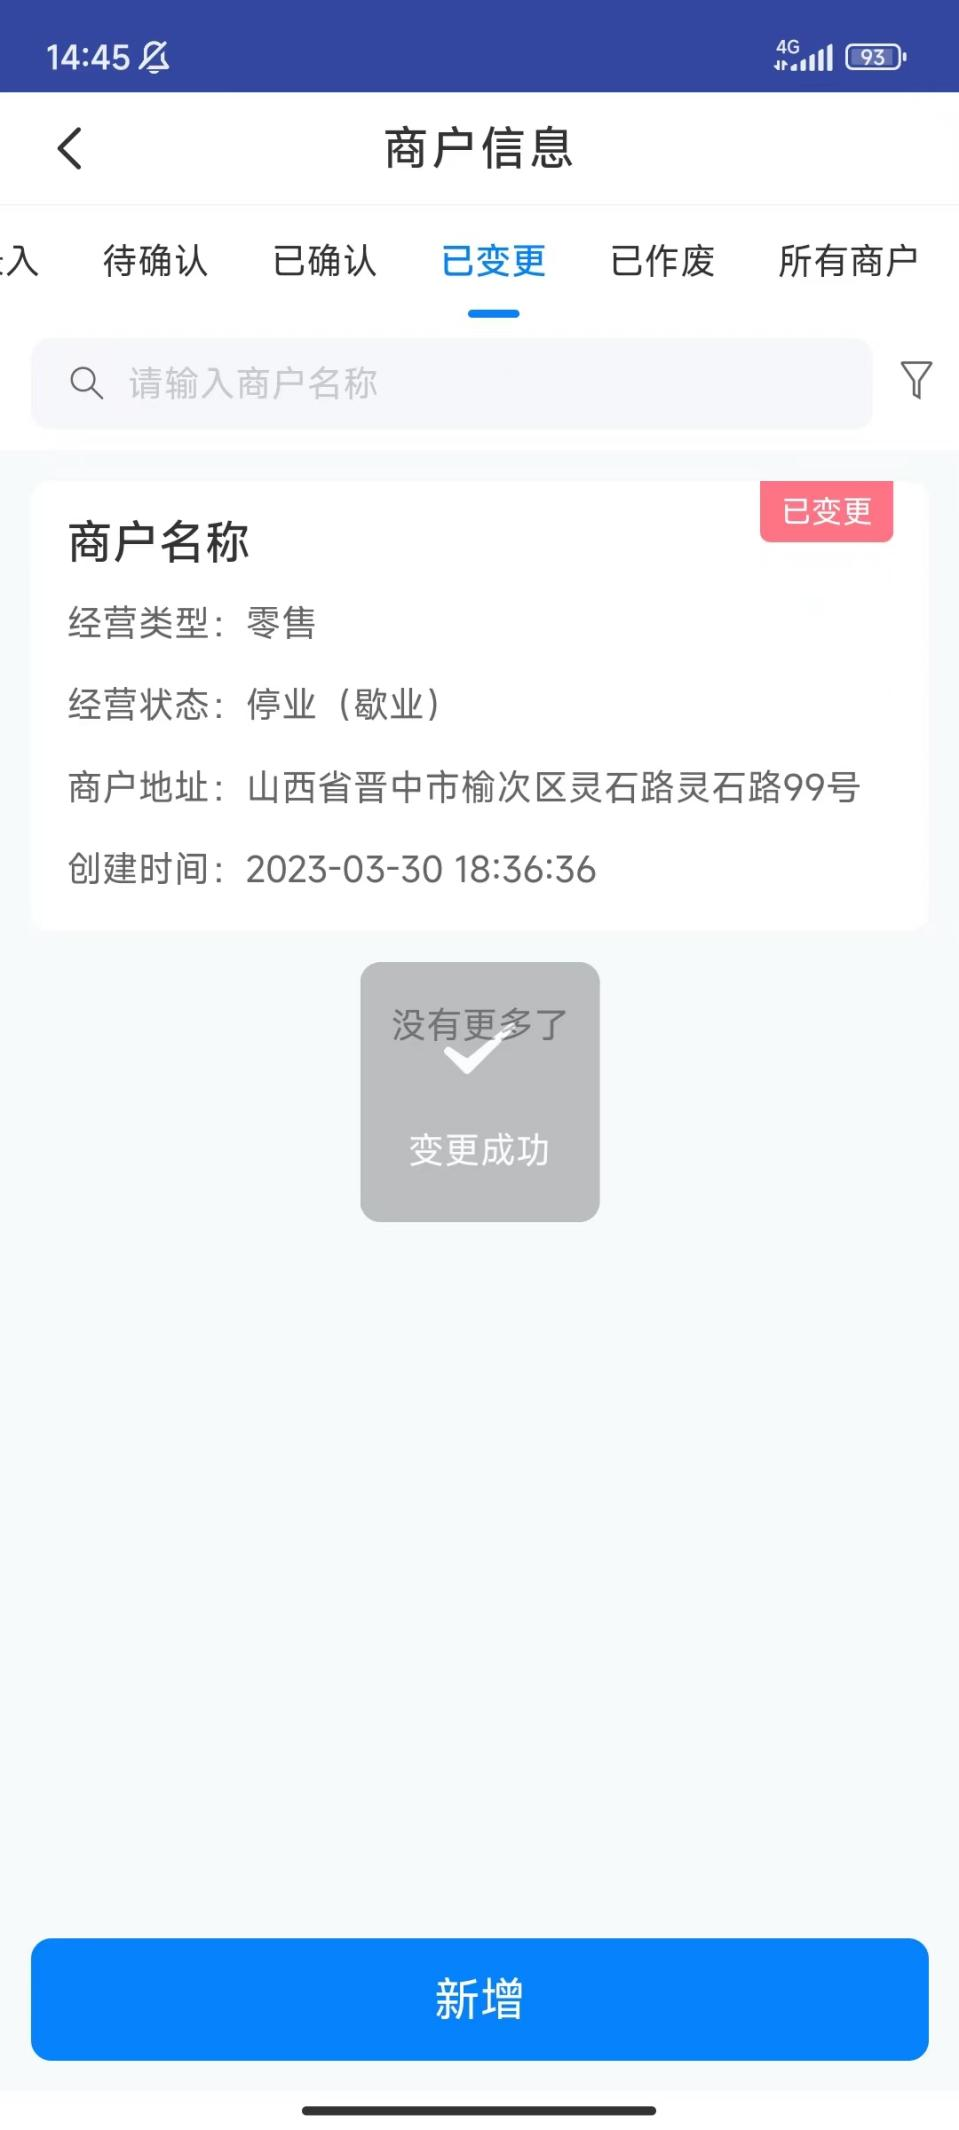 14:45 4G 93
商户信息
入 待确认 已确认 已变更 已作废 所有商户
请输入商户名称
已变更
商户名称
经营类型：零售
经营状态：停业（歇业）
商户地址：山西省晋中市榆次区灵石路灵石路99号
创建时间：2023-03-30 18:36:36
没有更多了
变更成功
新增